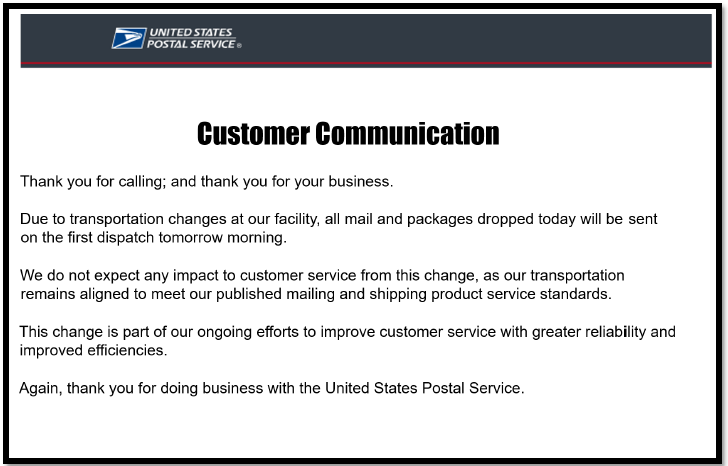 UNITED STATES
POSTAL SERVICE®
Customer Communication
Thank you for calling; and thank you for your business.
Due to transportation changes at our facility, all mail and packages dropped today will be sent
on the first dispatch tomorrow morning.
We do not expect any impact to customer service from this change, as our transportation
remains aligned to meet our published mailing and shipping product service standards.
This change is part of our ongoing efforts to improve customer service with greater reliability and
improved efficiencies.
Again, thank you for doing business with the United States Postal Service.